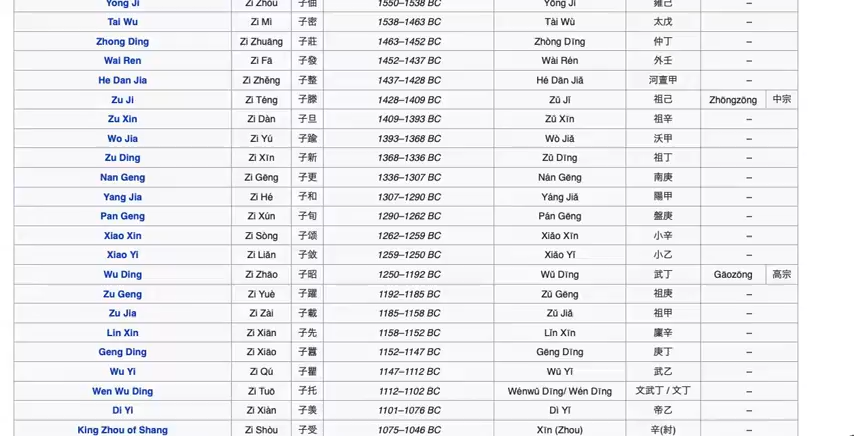 Yong Ji Zi Zhòu 子伷 1550–1538 BC Yōng Jǐ 雍己 –
Tai Wu Zi Mì 子密 1538–1463 BC Tài Wù 太戊 –
Zhong Ding Zi Zhuāng 子莊 1463–1452 BC Zhòng Dīng 仲丁 –
Wai Ren Zi Fā 子發 1452–1437 BC Wài Rén 外壬 –
He Dan Jia Zi Zhěng 子整 1437–1428 BC Hé Dǎn Jiǎ 河亶甲 –
Zu Ji Zi Téng 子滕 1428–1409 BC Zǔ Jǐ 祖己 Zhōngzōng 中宗
Zu Xin Zi Dàn 子旦 1409–1393 BC Zǔ Xīn 祖辛 –
Wo Jia Zi Yú 子踰 1393–1368 BC Wò Jiǎ 沃甲 –
Zu Ding Zi Xīn 子新 1368–1336 BC Zǔ Dīng 祖丁 –
Nan Geng Zi Gēng 子更 1336–1307 BC Nán Gēng 南庚 –
Yang Jia Zi Hé 子和 1307–1290 BC Yáng Jiǎ 陽甲 –
Pan Geng Zi Xún 子旬 1290–1262 BC Pán Gēng 盤庚 –
Xiao Xin Zi Sòng 子颂 1262–1259 BC Xiǎo Xīn 小辛 –
Xiao Yi Zi Liǎn 子敛 1259–1250 BC Xiǎo Yǐ 小乙 –
Wu Ding Zi Zhāo 子昭 1250–1192 BC Wǔ Dīng 武丁 Gāozōng 高宗
Zu Geng Zi Yuè 子躍 1192–1185 BC Zǔ Gēng 祖庚 –
Zu Jia Zi Zài 子載 1185–1158 BC Zǔ Jiǎ 祖甲 –
Lin Xin Zi Xiān 子先 1158–1152 BC Lǐn Xīn 廩辛 –
Geng Ding Zi Xiāo 子囂 1152–1147 BC Gēng Dīng 庚丁 –
Wu Yi Zi Qú 子瞿 1147–1112 BC Wǔ Yǐ 武乙 –
Wen Wu Ding Zi Tuō 子托 1112–1102 BC Wénwǔ Dīng/ Wén Dīng 文武丁 / 文丁 –
Di Yi Zi Xiàn 子羡 1101–1076 BC Dì Yǐ 帝乙 –
King Zhou of Shang Zi Shòu 子受 1075–1046 BC Xīn (Zhou) 辛(紂) –